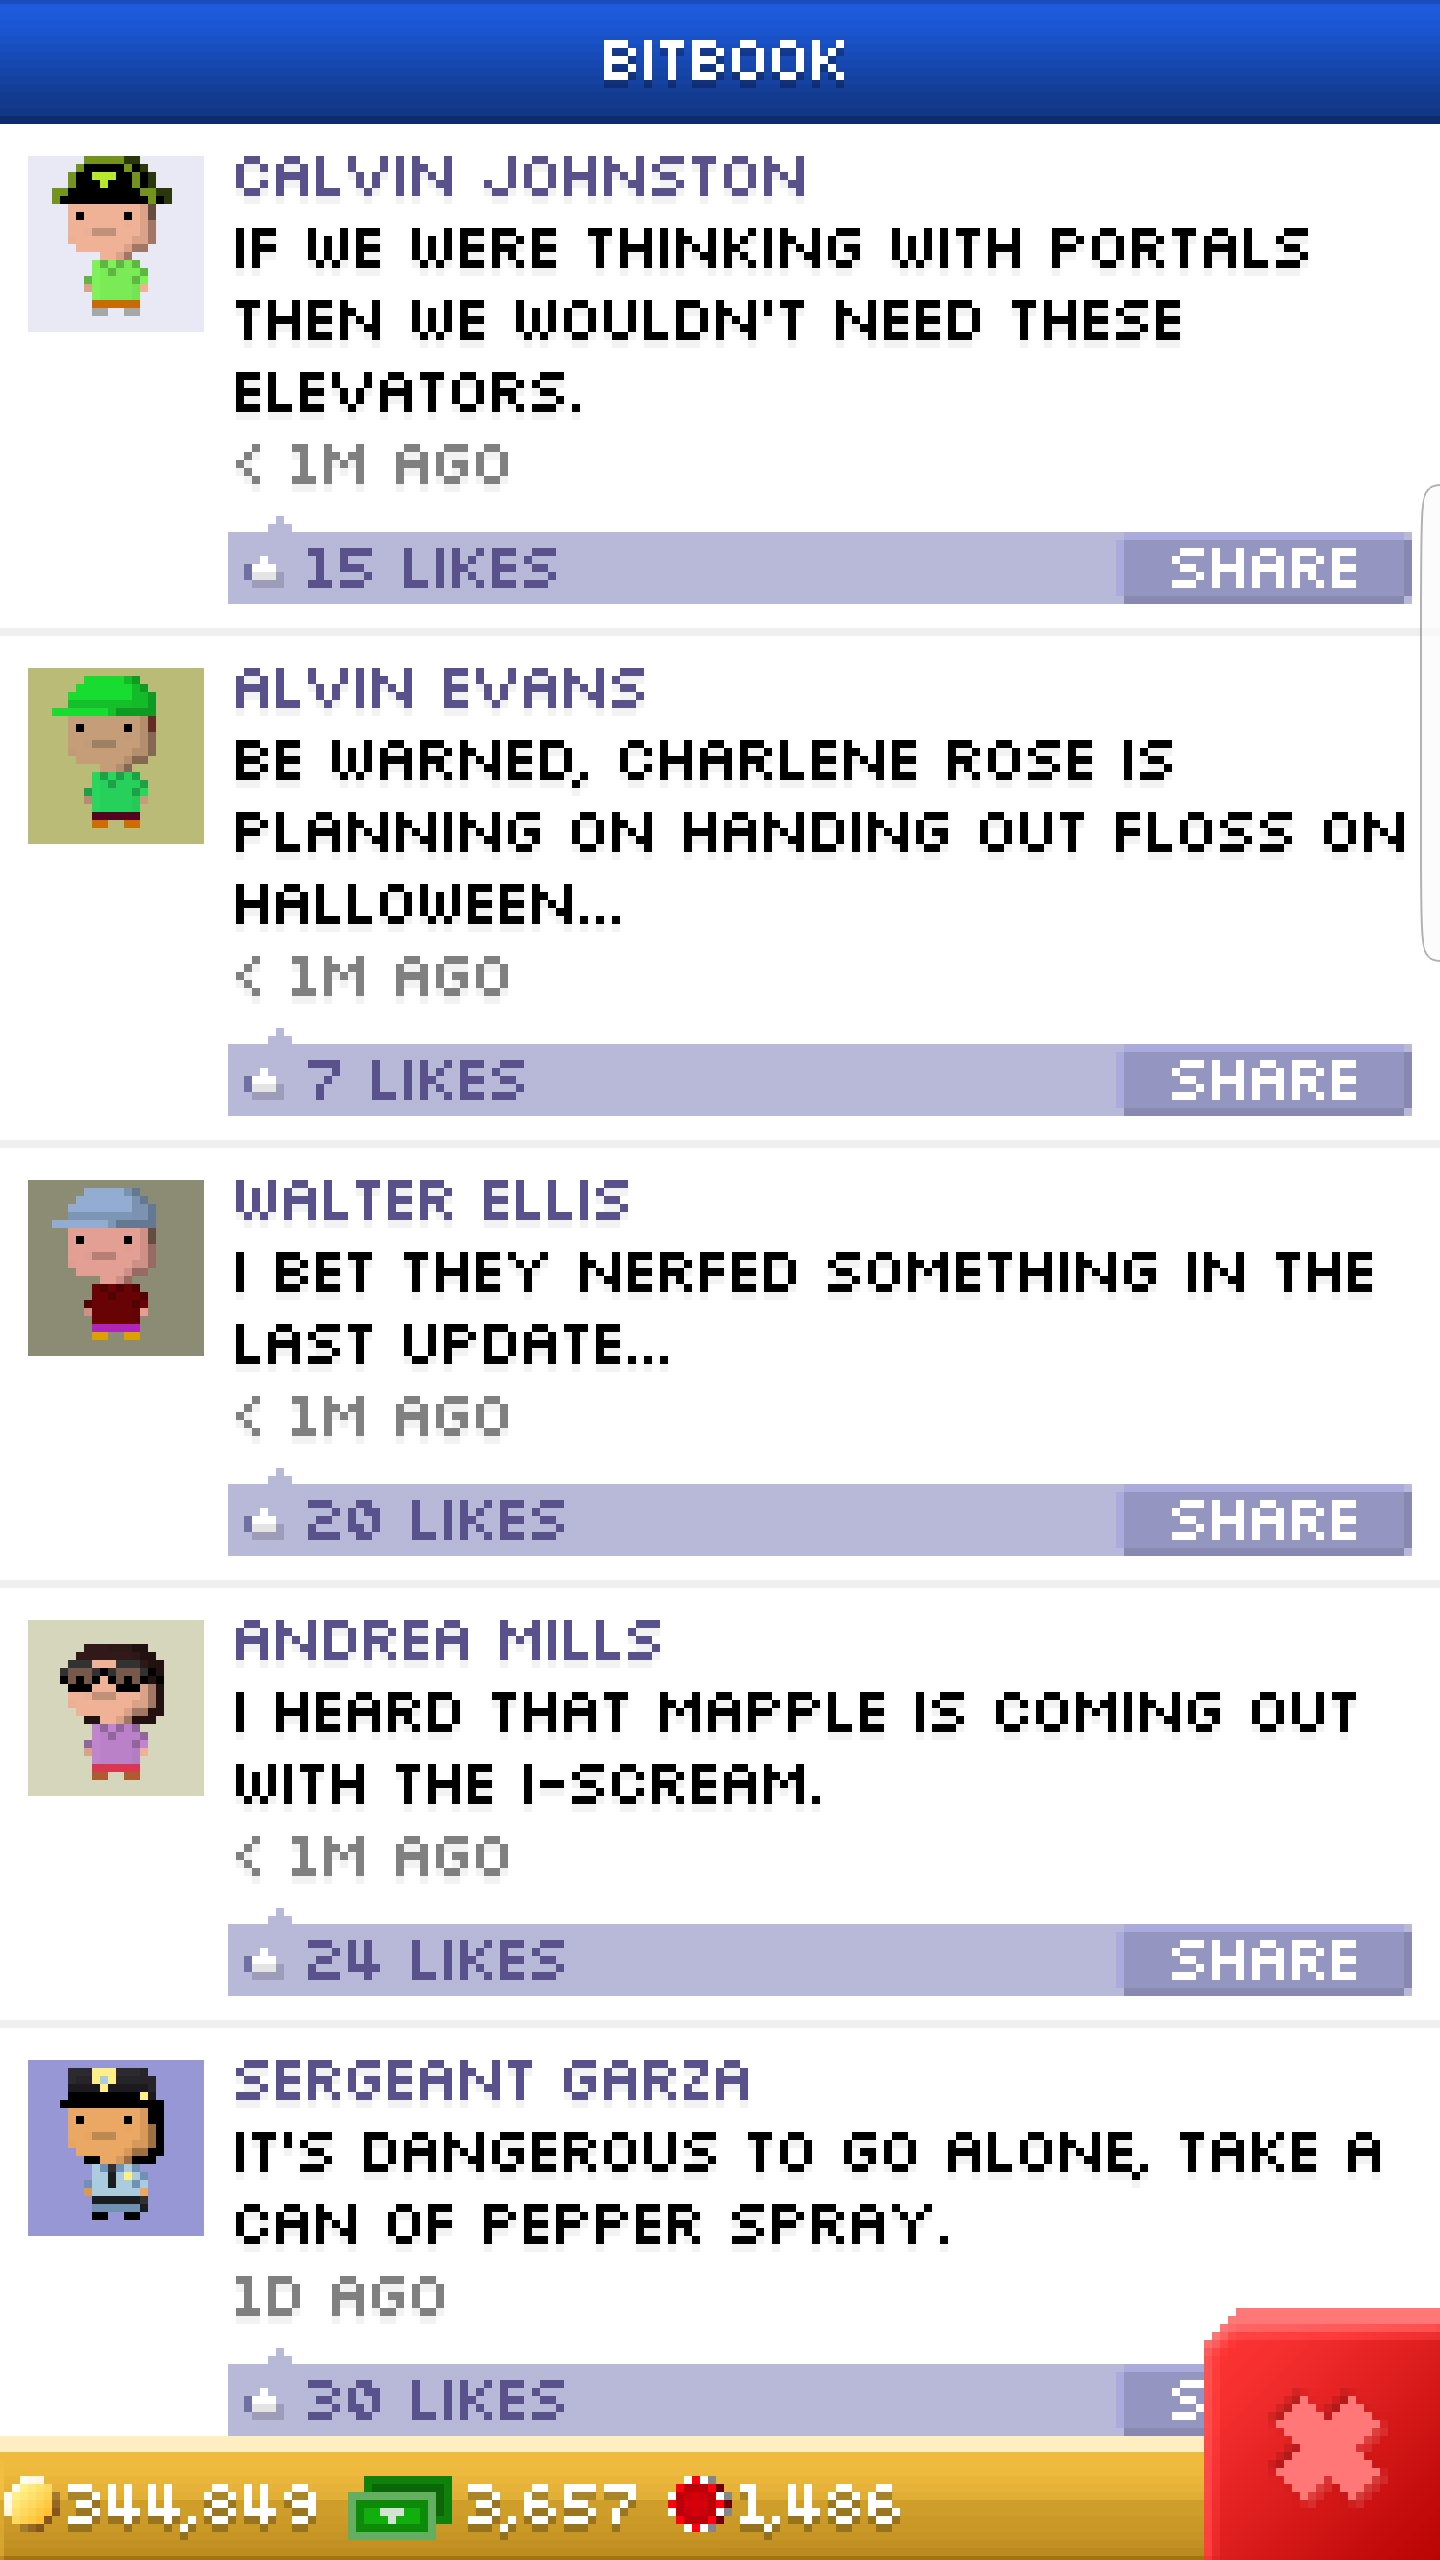 BITBOOK
CALVIN JOHNSTON
IF WE WERE THINKING WITH PORTALS
THEN WE WOULDN'T NEED THESE
ELEVATORS.
< 1M AGO
15 LIKES SHARE
ALVIN EVANS
BE WARNED, CHARLENE ROSE IS
PLANNING ON HANDING OUT FLOSS ON
HALLOWEEN...
< 1M AGO
7 LIKES SHARE
WALTER ELLIS
I BET THEY NERFED SOMETHING IN THE
LAST UPDATE...
< 1M AGO
20 LIKES SHARE
ANDREA MILLS
I HEARD THAT MAPPLE IS COMING OUT
WITH THE I-SCREAM.
< 1M AGO
24 LIKES SHARE
SERGEANT GARZA
IT'S DANGEROUS TO GO ALONE, TAKE A
CAN OF PEPPER SPRAY.
1D AGO
30 LIKES S
344,849 3,657 1,486